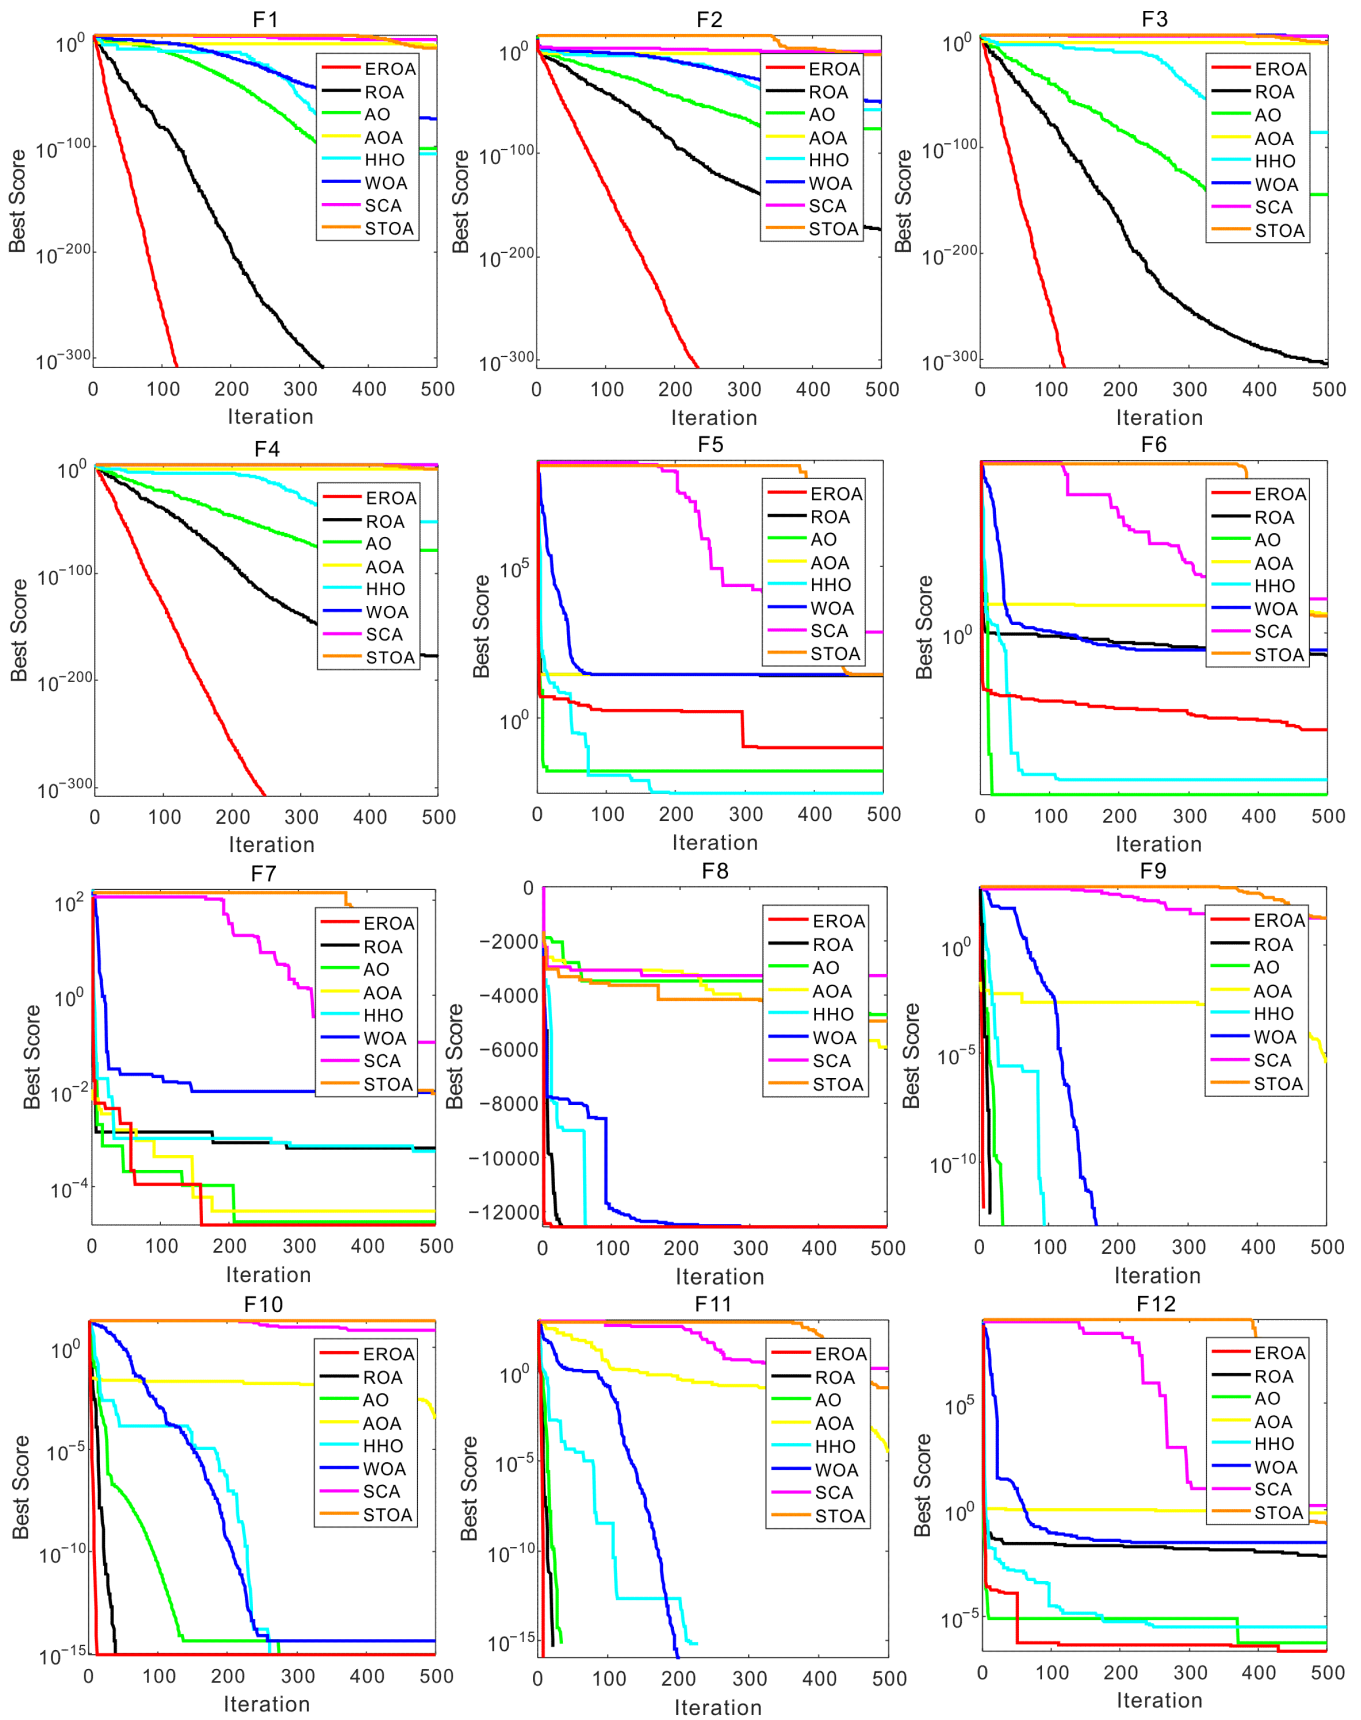 F1
10^0
10^-100
10^-200
10^-300
Best Score
0 100 200 300 400 500
Iteration
EROA
ROA
AO
AOA
HHO
WOA
SCA
STOA
F2
10^0
10^-100
10^-200
10^-300
Best Score
0 100 200 300 400 500
Iteration
EROA
ROA
AO
AOA
HHO
WOA
SCA
STOA
F3
10^0
10^-100
10^-200
10^-300
Best Score
0 100 200 300 400 500
Iteration
EROA
ROA
AO
AOA
HHO
WOA
SCA
STOA
F4
10^0
10^-100
10^-200
10^-300
Best Score
0 100 200 300 400 500
Iteration
EROA
ROA
AO
AOA
HHO
WOA
SCA
STOA
F5
10^5
10^0
Best Score
0 100 200 300 400 500
Iteration
EROA
ROA
AO
AOA
HHO
WOA
SCA
STOA
F6
10^0
Best Score
0 100 200 300 400 500
Iteration
EROA
ROA
AO
AOA
HHO
WOA
SCA
STOA
F7
10^2
10^0
10^-2
10^-4
Best Score
0 100 200 300 400 500
Iteration
EROA
ROA
AO
AOA
HHO
WOA
SCA
STOA
F8
0
-2000
-4000
-6000
-8000
-10000
-12000
Best Score
0 100 200 300 400 500
Iteration
EROA
ROA
AO
AOA
HHO
WOA
SCA
STOA
F9
10^0
10^-5
10^-10
Best Score
0 100 200 300 400 500
Iteration
EROA
ROA
AO
AOA
HHO
WOA
SCA
STOA
F10
10^0
10^-5
10^-10
10^-15
Best Score
0 100 200 300 400 500
Iteration
EROA
ROA
AO
AOA
HHO
WOA
SCA
STOA
F11
10^0
10^-5
10^-10
10^-15
Best Score
0 100 200 300 400 500
Iteration
EROA
ROA
AO
AOA
HHO
WOA
SCA
STOA
F12
10^5
10^0
10^-5
Best Score
0 100 200 300 400 500
Iteration
EROA
ROA
AO
AOA
HHO
WOA
SCA
STOA